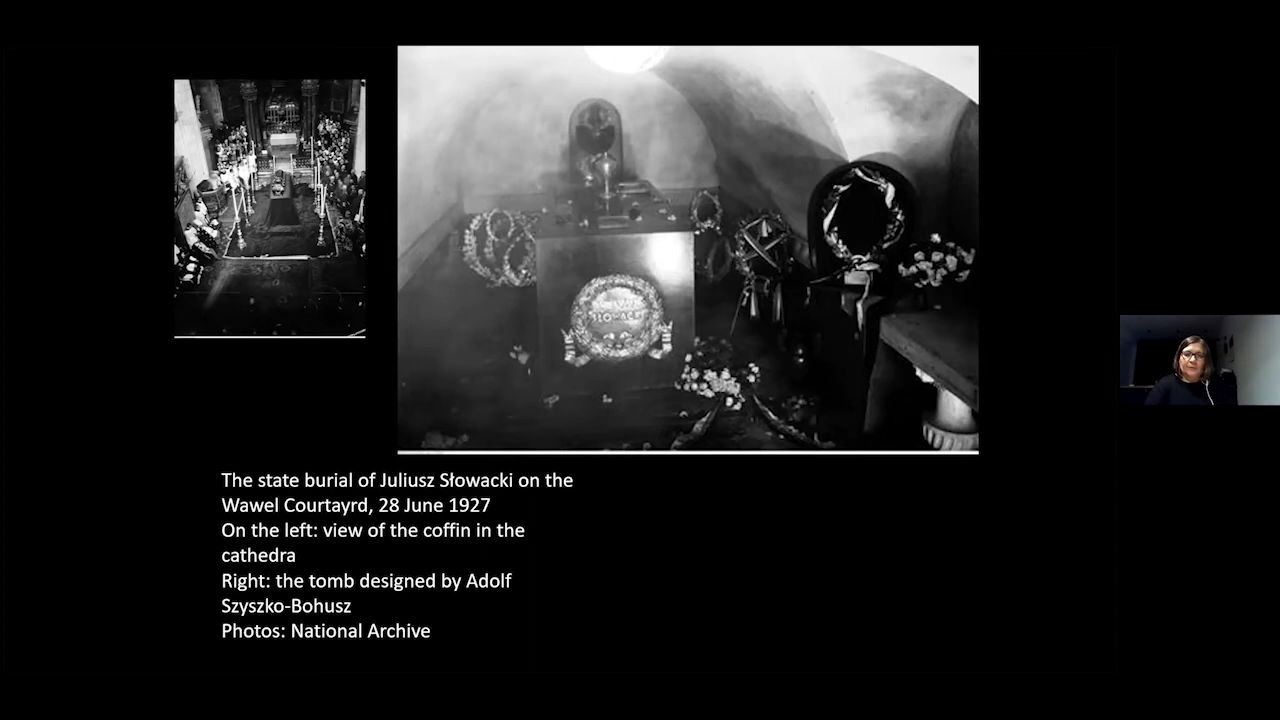 The state burial of Juliusz Słowacki on the
Wawel Courtayrd, 28 June 1927
On the left: view of the coffin in the
cathedra
Right: the tomb designed by Adolf
Szyszko-Bohusz
Photos: National Archive